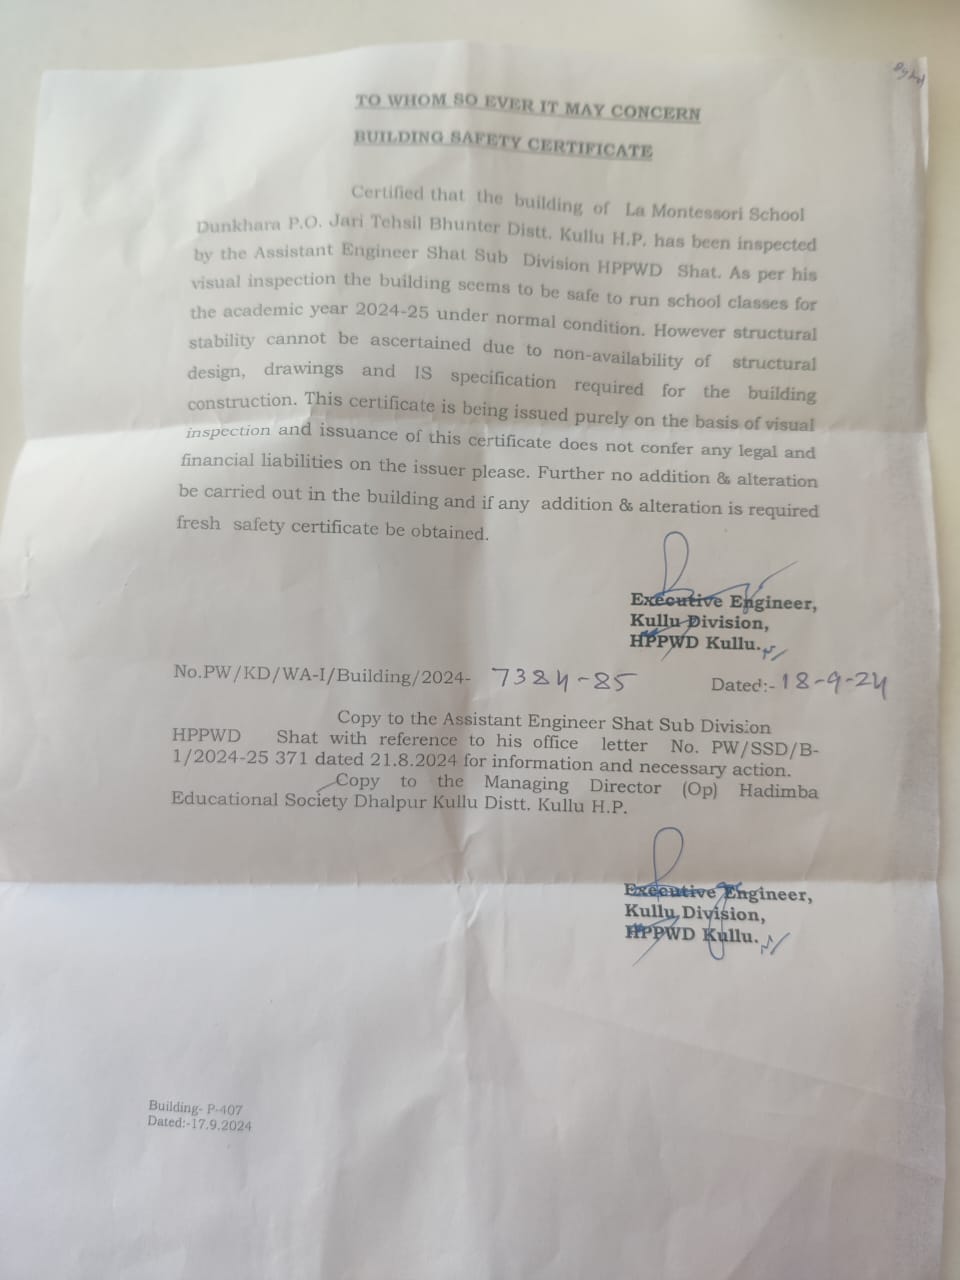 TO WHOM SO EVER IT MAY CONCERN
BUILDING SAFETY CERTIFICATE
Certified that the building of La Montessori School
Dunkhara P.O. Jari Tehsil Bhunter Distt. Kullu H.P. has been inspected
by the Assistant Engineer Shat Sub Division HPPWD Shat. As per his
visual inspection the building seems to be safe to run school classes for
the academic year 2024-25 under normal condition. However structural
stability cannot be ascertained due to non-availability of structural
design, drawings and IS specification required for the building
construction. This certificate is being issued purely on the basis of visual
inspection and issuance of this certificate does not confer any legal and
financial liabilities on the issuer please. Further no addition & alteration
be carried out in the building and if any addition & alteration is required
fresh safety certificate be obtained.
Executive Engineer,
Kullu Division,
HPPWD Kullu.
No.PW/KD/WA-I/Building/2024- 7384-85 Dated:- 18-9-24
Copy to the Assistant Engineer Shat Sub Division
HPPWD Shat with reference to his office letter No. PW/SSD/B-
1/2024-25 371 dated 21.8.2024 for information and necessary action.
Copy to the Managing Director (Op) Hadimba
Educational Society Dhalpur Kullu Distt. Kullu H.P.
Executive Engineer,
Kullu Division,
HPPWD Kullu.
Building- P-407
Dated:-17.9.2024